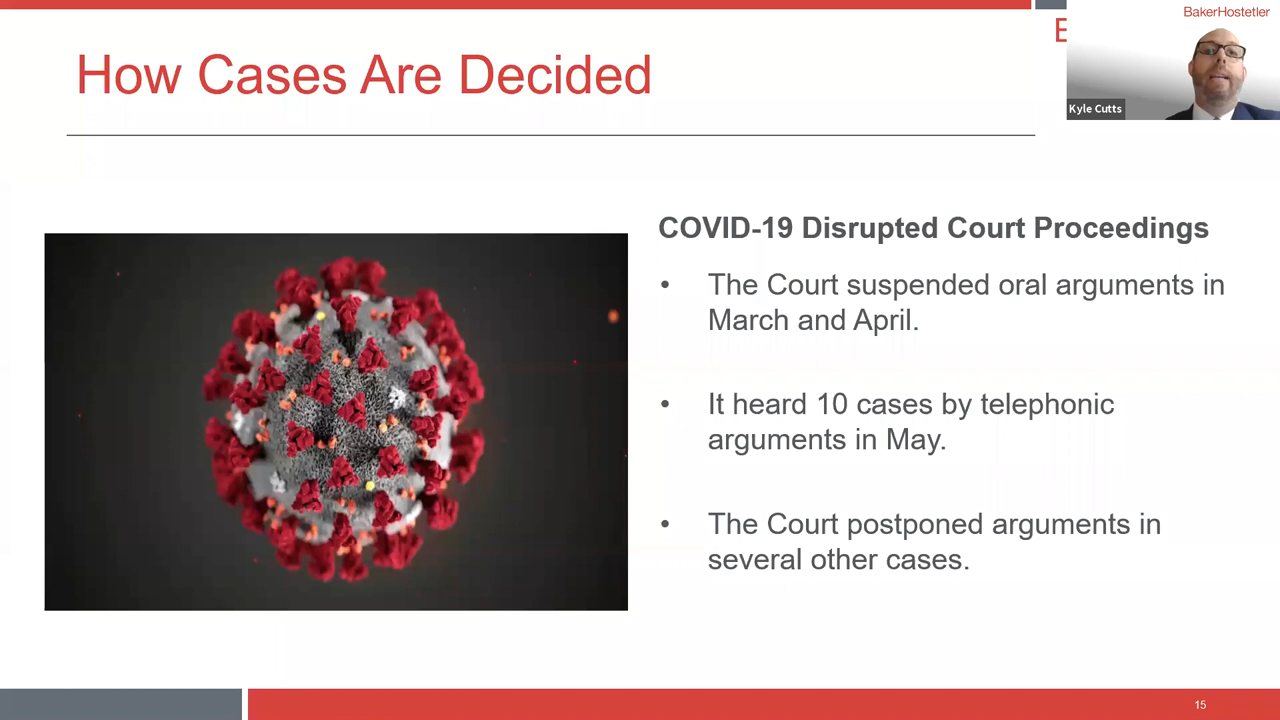 BakerHostetler
How Cases Are Decided
Kyle Cutts
COVID-19 Disrupted Court Proceedings
• The Court suspended oral arguments in
March and April.
• It heard 10 cases by telephonic
arguments in May.
• The Court postponed arguments in
several other cases.
15